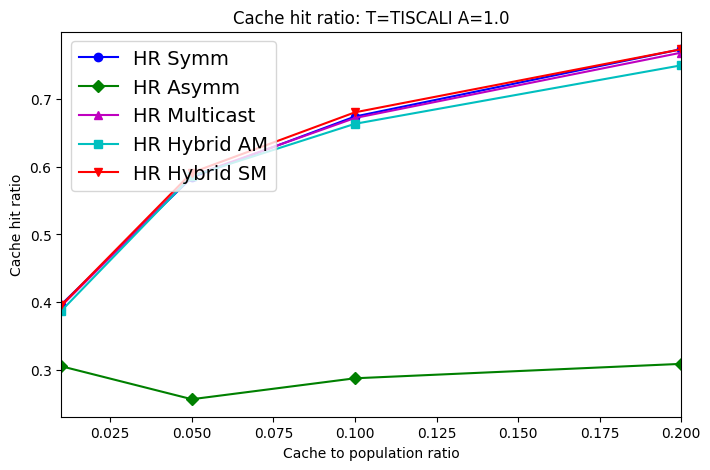 Cache hit ratio: T=TISCALI A=1.0
HR Symm
HR Asymm
HR Multicast
HR Hybrid AM
HR Hybrid SM
Cache hit ratio
0.7
0.6
0.5
0.4
0.3
0.025 0.050 0.075 0.100 0.125 0.150 0.175 0.200
Cache to population ratio